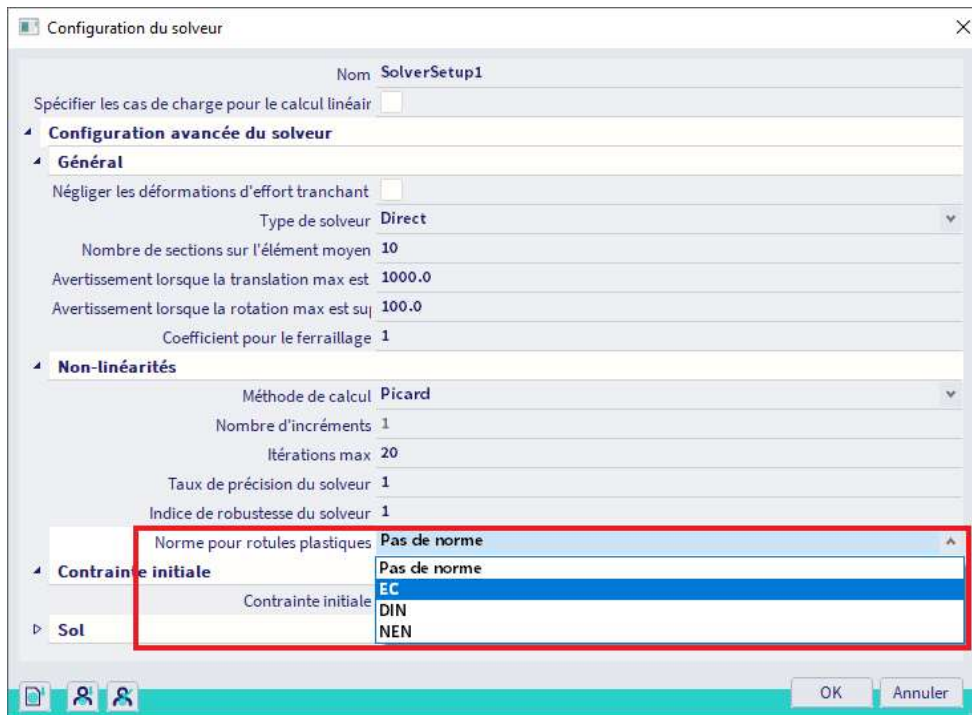 Configuration du solveur
Nom SolverSetup1
Spécifier les cas de charge pour le calcul linéair
Configuration avancée du solveur
Général
Négliger les déformations d'effort tranchant
Type de solveur Direct
Nombre de sections sur l'élément moyen 10
Avertissement lorsque la translation max est 1000.0
Avertissement lorsque la rotation max est su 100.0
Coefficient pour le ferraillage 1
Non-linéarités
Méthode de calcul Picard
Nombre d'incréments 1
Itérations max 20
Taux de précision du solveur 1
Indice de robustesse du solveur 1
Norme pour rotules plastiques Pas de norme
Pas de norme
Contrainte initiale
EC
Contrainte initiale
DIN
Sol
NEN
OK Annuler